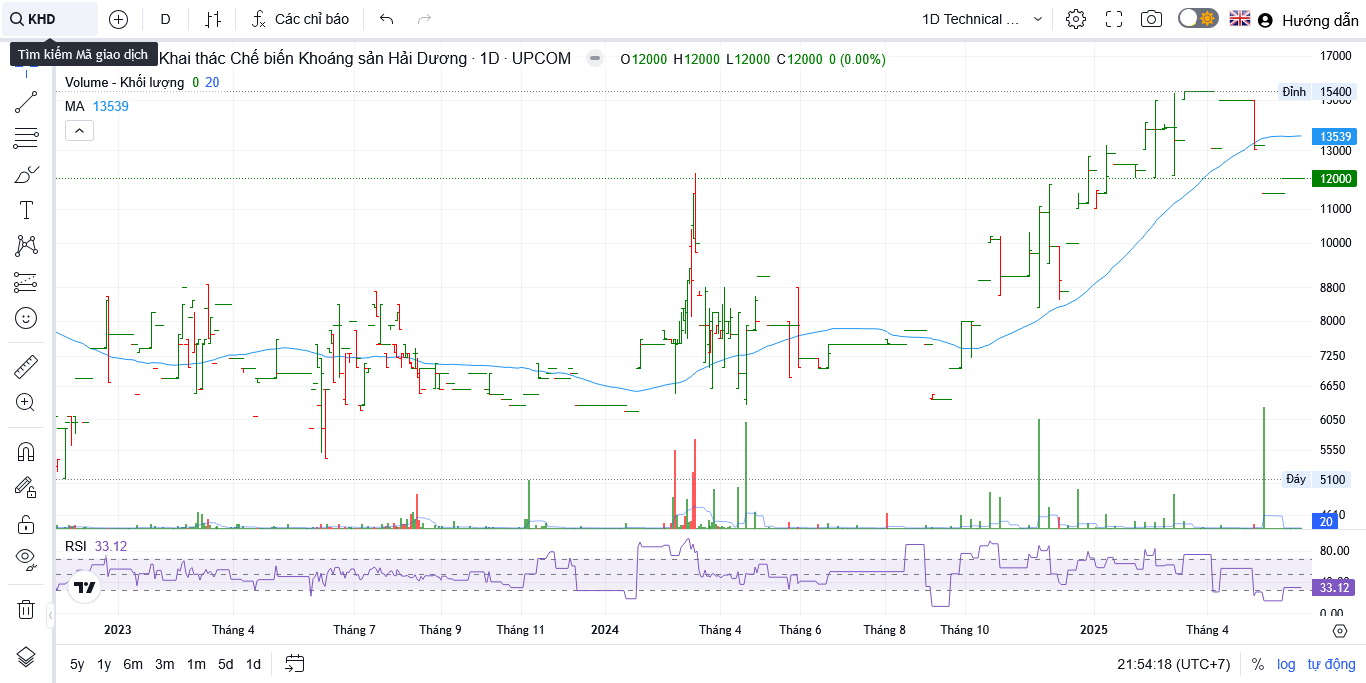 KHD
D
Các chỉ báo
1D Technical ...
Hướng dẫn
Tìm kiếm Mã giao dịch
Khai thác Chế biến Khoáng sản Hải Dương · 1D · UPCOM
O12000 H12000 L12000 C12000 0 (0.00%)
Volume - Khối lượng 0 20
MA 13539
17000
Đỉnh 15400
15000
13539
13000
12000
11000
10000
8800
8000
7250
6650
6050
5550
Đáy 5100
20
RSI 33.12
80.00
33.12
0.00
2023 Tháng 4 Tháng 7 Tháng 9 Tháng 11 2024 Tháng 4 Tháng 6 Tháng 8 Tháng 10 2025 Tháng 4
5y 1y 6m 3m 1m 5d 1d
21:54:18 (UTC+7) % log tự động